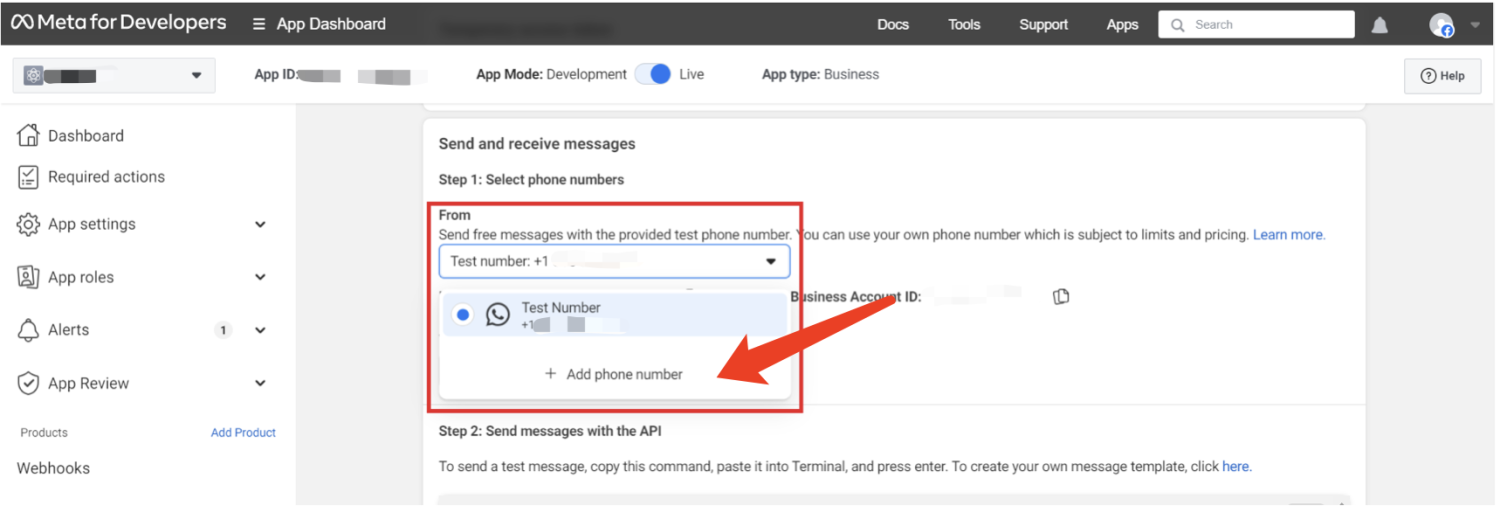 Meta for Developers App Dashboard Docs Tools Support Apps Search
App ID: App Mode: Development Live App type: Business Help
Dashboard
Required actions
App settings
App roles
Alerts 1
App Review
Products Add Product
Webhooks
Send and receive messages
Step 1: Select phone numbers
From
Send free messages with the provided test phone number. You can use your own phone number which is subject to limits and pricing. Learn more.
Test number: +1
Business Account ID:
Test Number
+1
+ Add phone number
Step 2: Send messages with the API
To send a test message, copy this command, paste it into Terminal, and press enter. To create your own message template, click here.